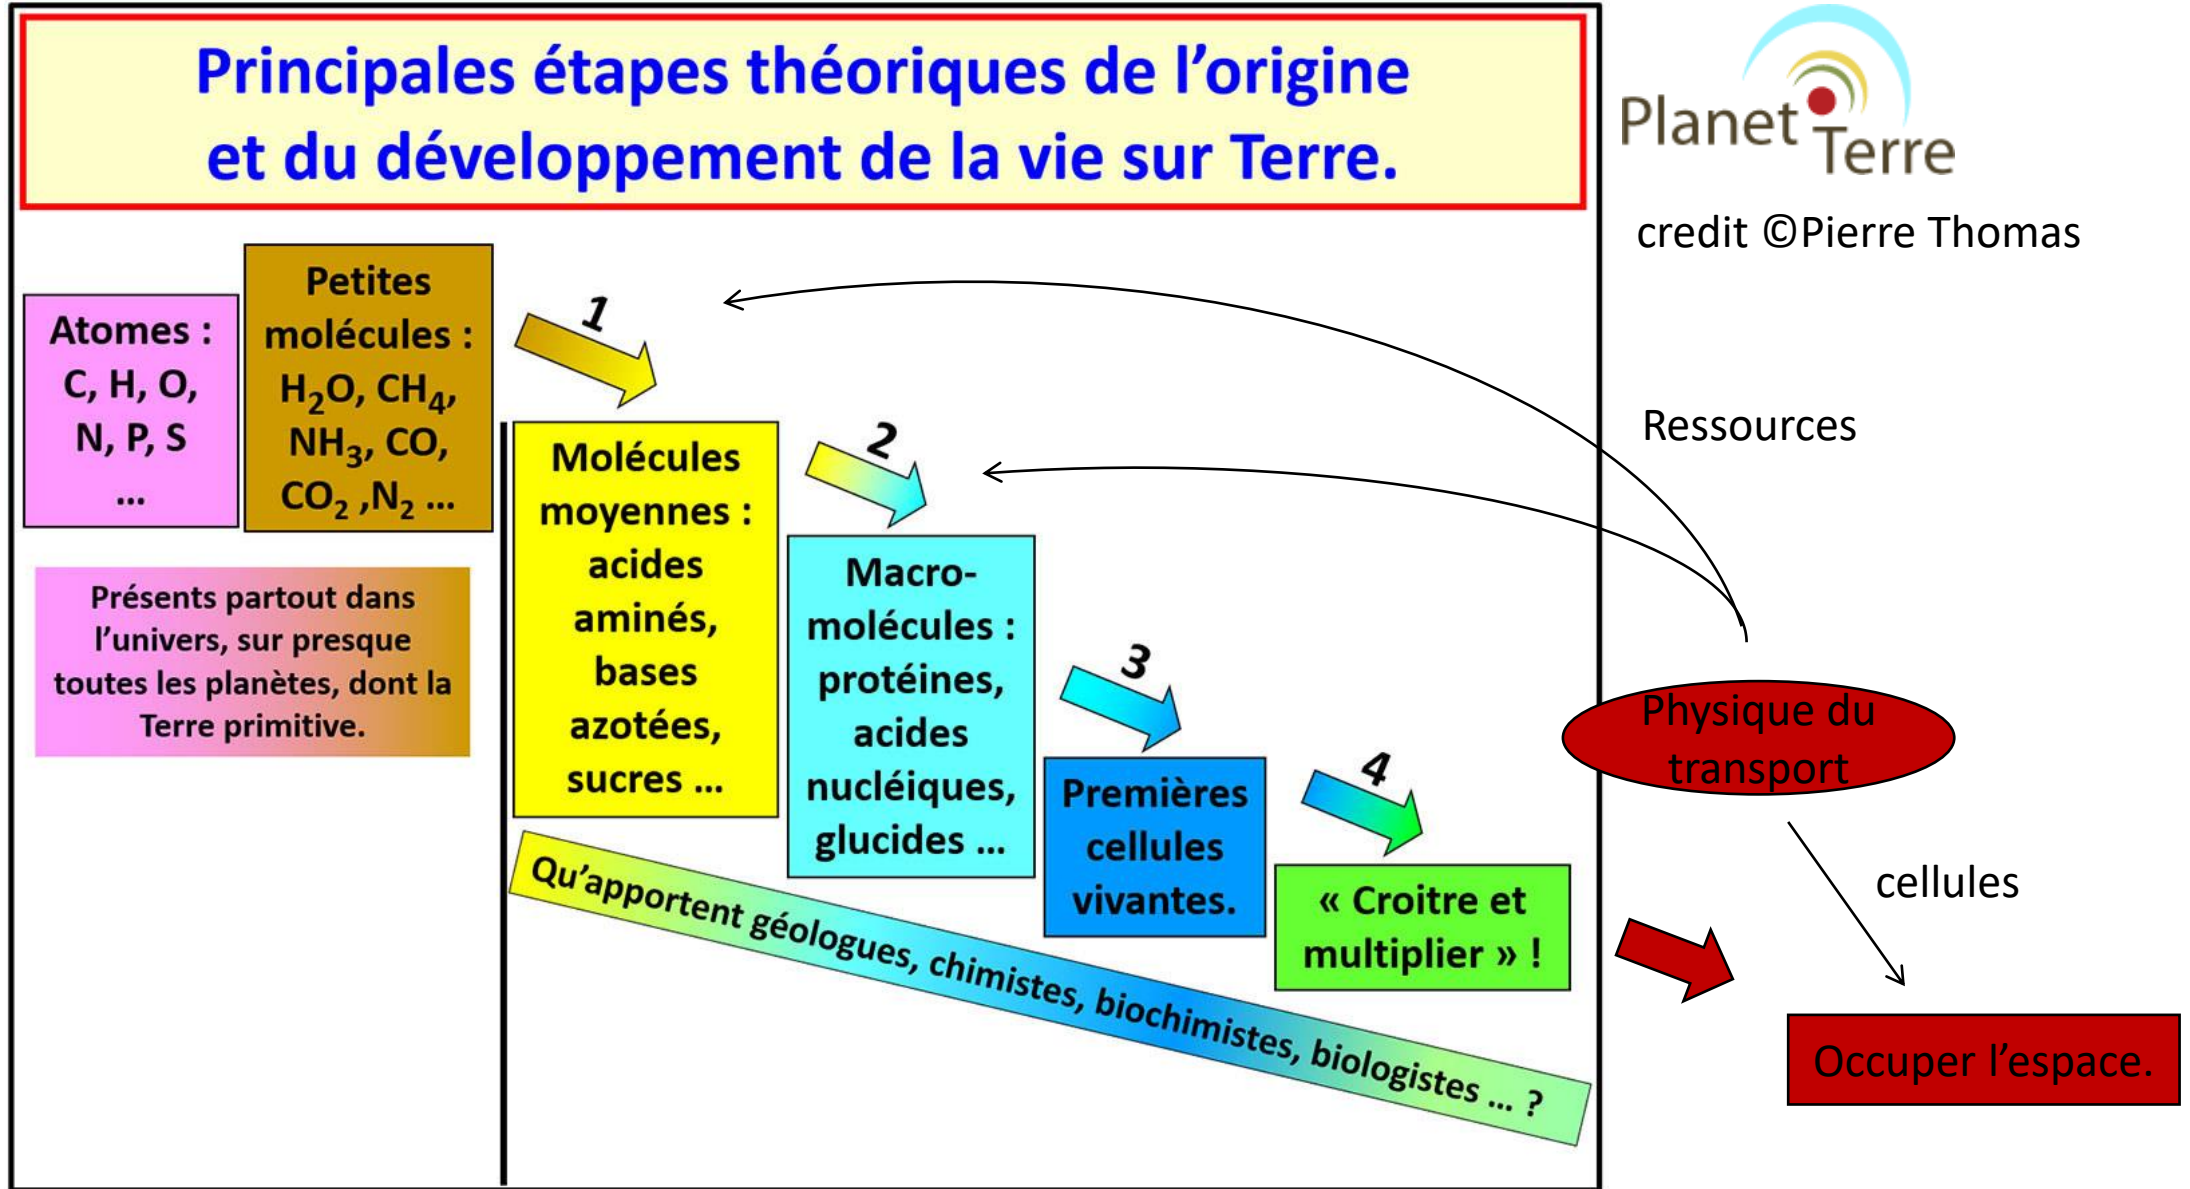 Principales étapes théoriques de l'origine
et du développement de la vie sur Terre.
Planet
Terre
credit ©Pierre Thomas
Atomes :
C, H, O,
N, P, S
...
Petites
molécules :
H₂O, CH₄,
NH₃, CO,
CO₂ ,N₂ ...
Présents partout dans
l'univers, sur presque
toutes les planètes, dont la
Terre primitive.
1
Molécules
moyennes :
acides
aminés,
bases
azotées,
sucres ...
2
Macro-
molécules :
protéines,
acides
nucléiques,
glucides ...
3
Premières
cellules
vivantes.
4
« Croitre et
multiplier » !
Qu'apportent géologues, chimistes, biochimistes, biologistes ... ?
Ressources
Physique du
transport
cellules
Occuper l'espace.